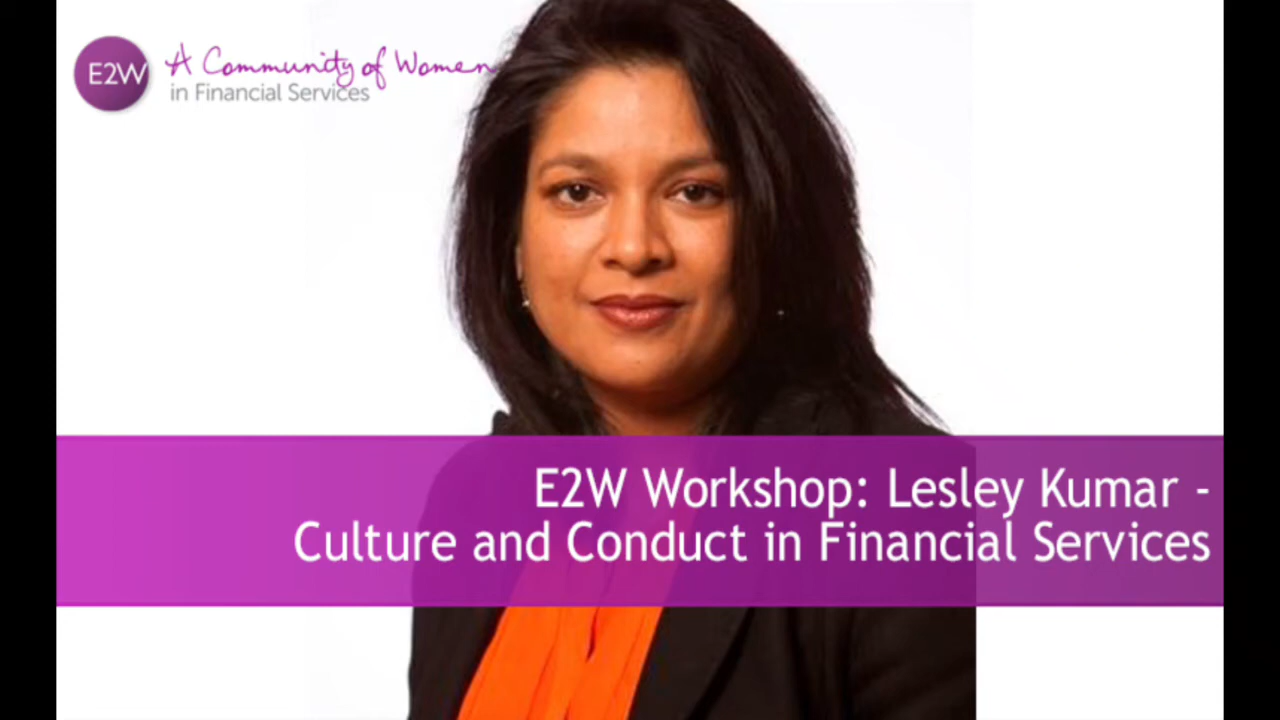 E2W
A Community of Women
in Financial Services
E2W Workshop: Lesley Kumar -
Culture and Conduct in Financial Services